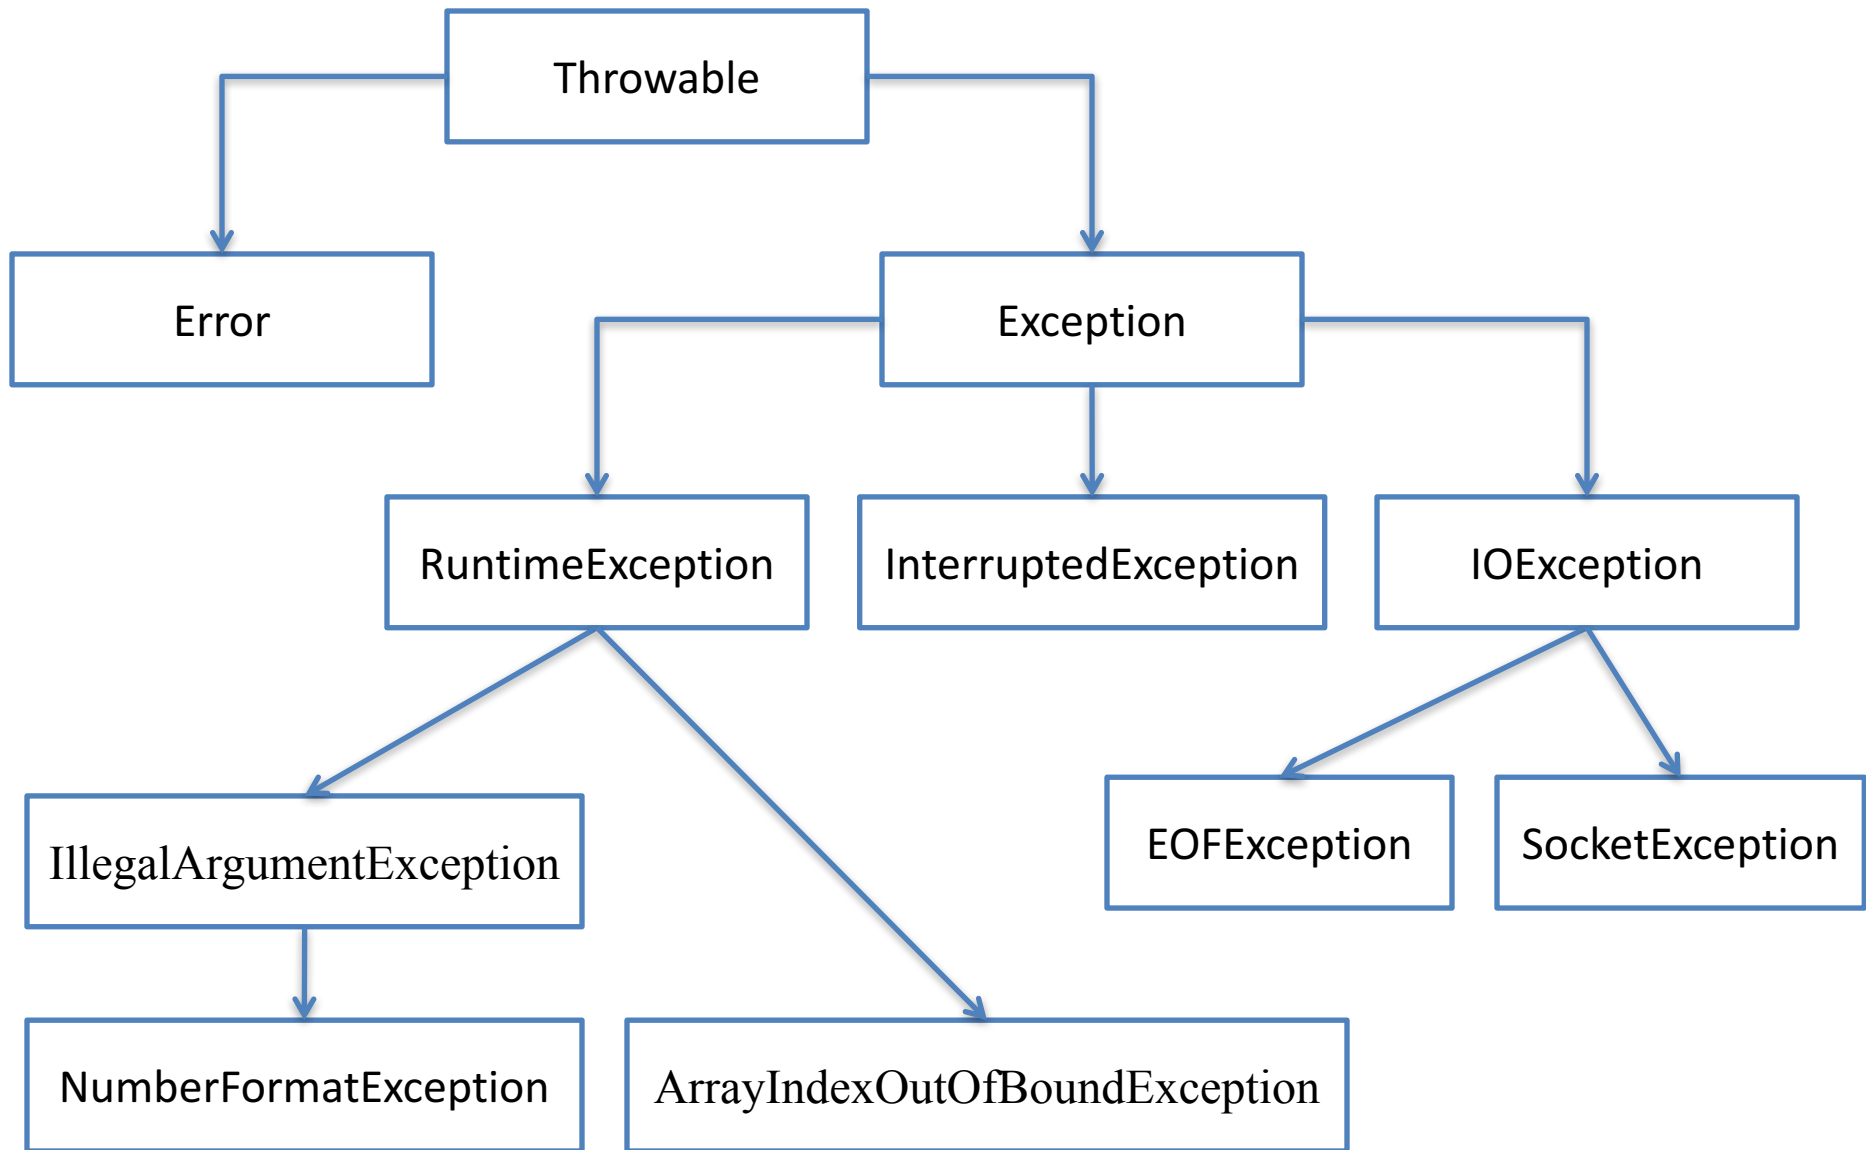 Throwable
Error
Exception
RuntimeException
InterruptedException
IOException
IllegalArgumentException
EOFException
SocketException
NumberFormatException
ArrayIndexOutOfBoundException